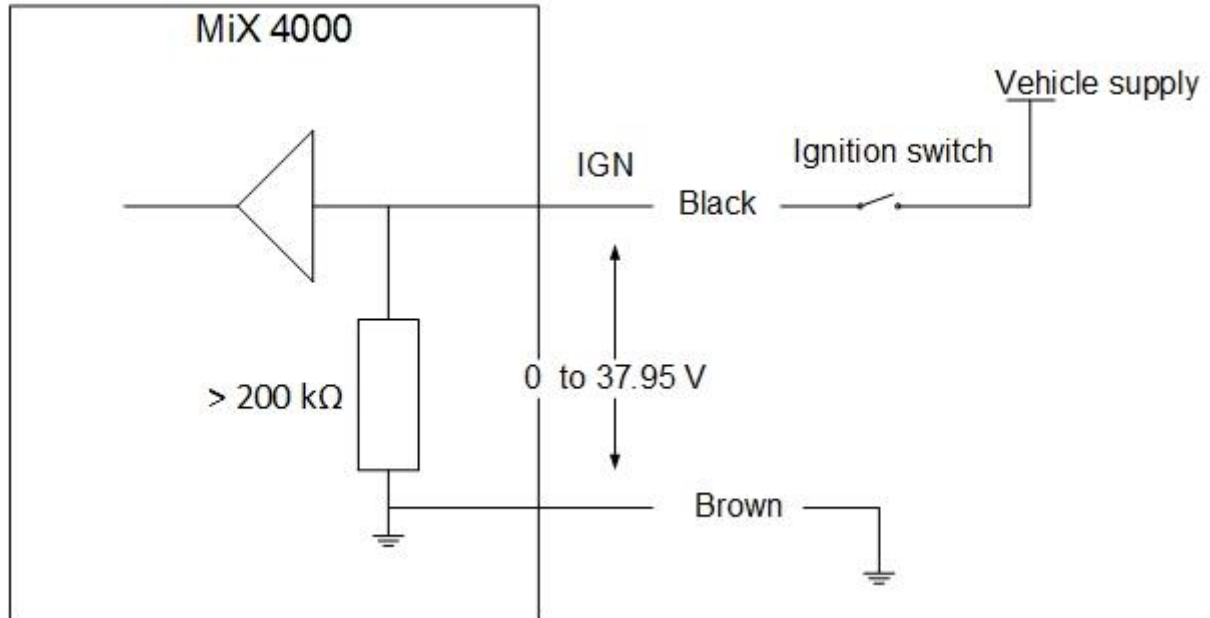 MiX 4000
Vehicle supply
Ignition switch
IGN
Black
0 to 37.95 V
> 200 kΩ
Brown